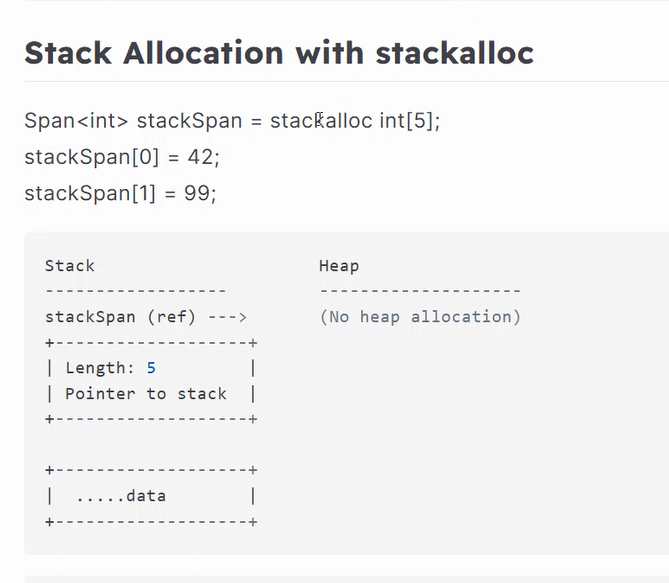 Stack Allocation with stackalloc
Span<int> stackSpan = stackalloc int[5];
stackSpan[0] = 42;
stackSpan[1] = 99;
Stack                      Heap
------------------         --------------------
stackSpan (ref) --->       (No heap allocation)
+-------------------+
| Length: 5         |
| Pointer to stack  |
+-------------------+
+-------------------+
|  .....data        |
+-------------------+